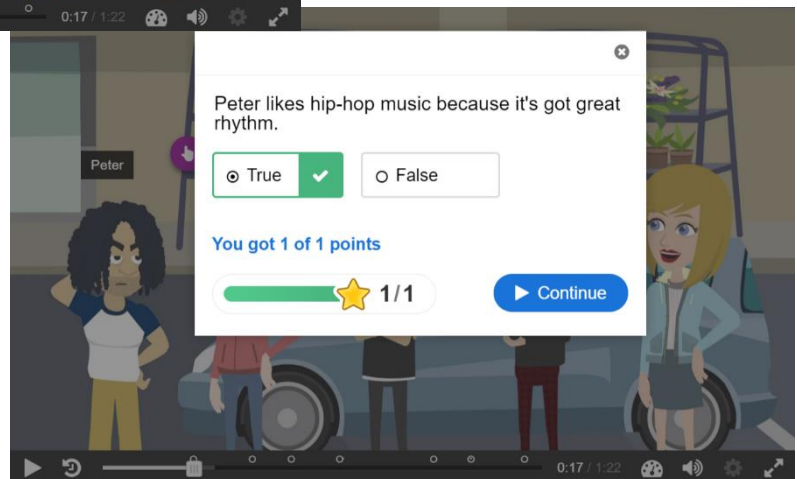 0:17 / 1:22
Peter likes hip-hop music because it's got great
rhythm.
Peter
True
False
You got 1 of 1 points
1/1
Continue
0:17 / 1:22